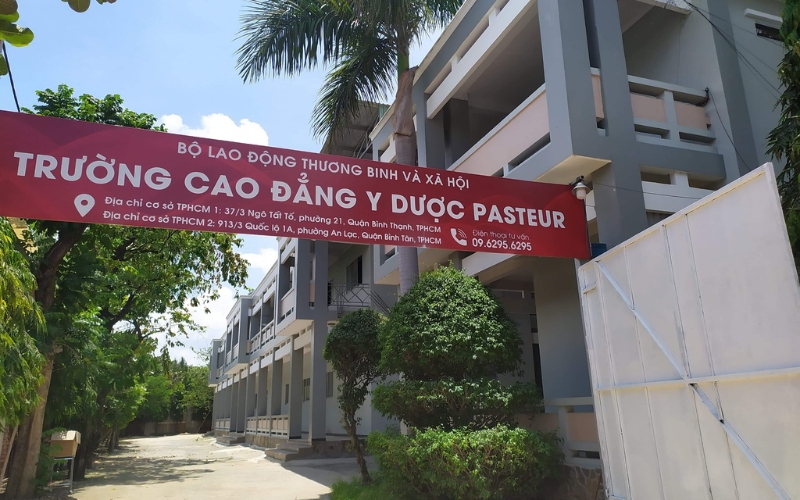 BỘ LAO ĐỘNG THƯƠNG BINH VÀ XÃ HỘI
TRƯỜNG CAO ĐẲNG Y DƯỢC PASTEUR
Địa chỉ cơ sở TPHCM 1: 37/3 Ngô Tất Tố, phường 21, Quận Bình Thạnh, TPHCM
Địa chỉ cơ sở TPHCM 2: 913/3 Quốc lộ 1A, phường An Lạc, Quận Bình Tân, TPHCM
Điện thoại tư vấn
09.6295.6295